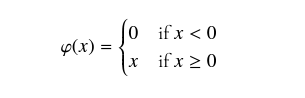 φ(x) = { 0 if x < 0
x if x ≥ 0